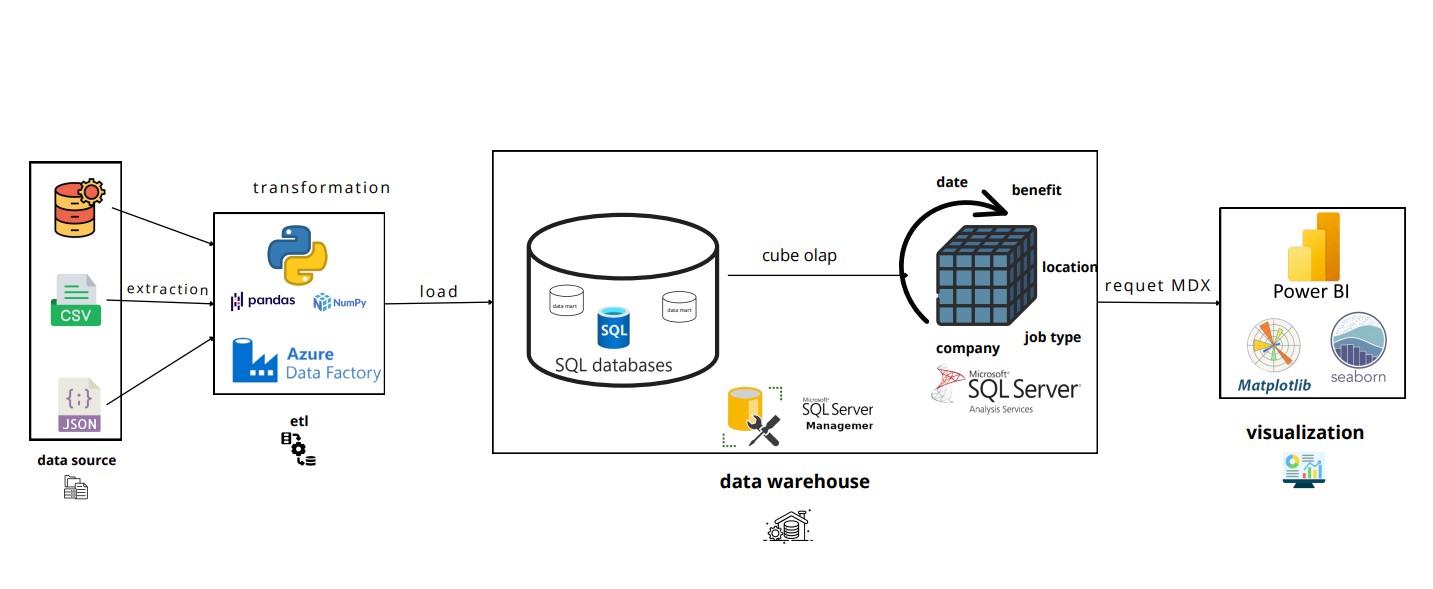 CSV
{;}
JSON
data source
extraction
transformation
pandas
NumPy
Azure
Data Factory
etl
load
data mart
data mart
SQL
SQL databases
cube olap
Microsoft®
SQL Server
Managemer
date
benefit
location
job type
company
Microsoft®
SQL Server®
Analysis Services
data warehouse
requet MDX
Power BI
Matplotlib
seaborn
visualization